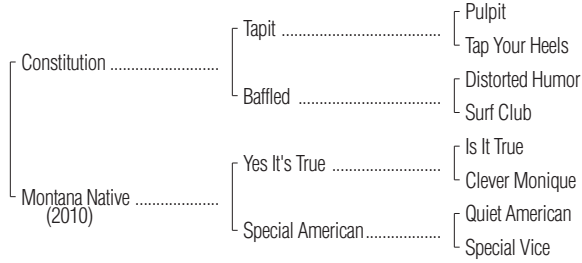 Pulpit
Tapit ................................
Tap Your Heels
Constitution ......................
Distorted Humor
Baffled .............................
Surf Club
Is It True
Yes It's True ......................
Clever Monique
Montana Native .................
(2010)
Quiet American
Special American ...............
Special Vice